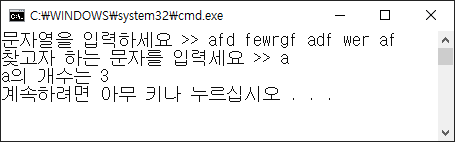 C:₩WINDOWS₩system32₩cmd.exe
문자열을 입력하세요 >> afd fewrgf adf wer af
찾고자 하는 문자를 입력세요 >> a
a의 개수는 3
계속하려면 아무 키나 누르십시오 . . .